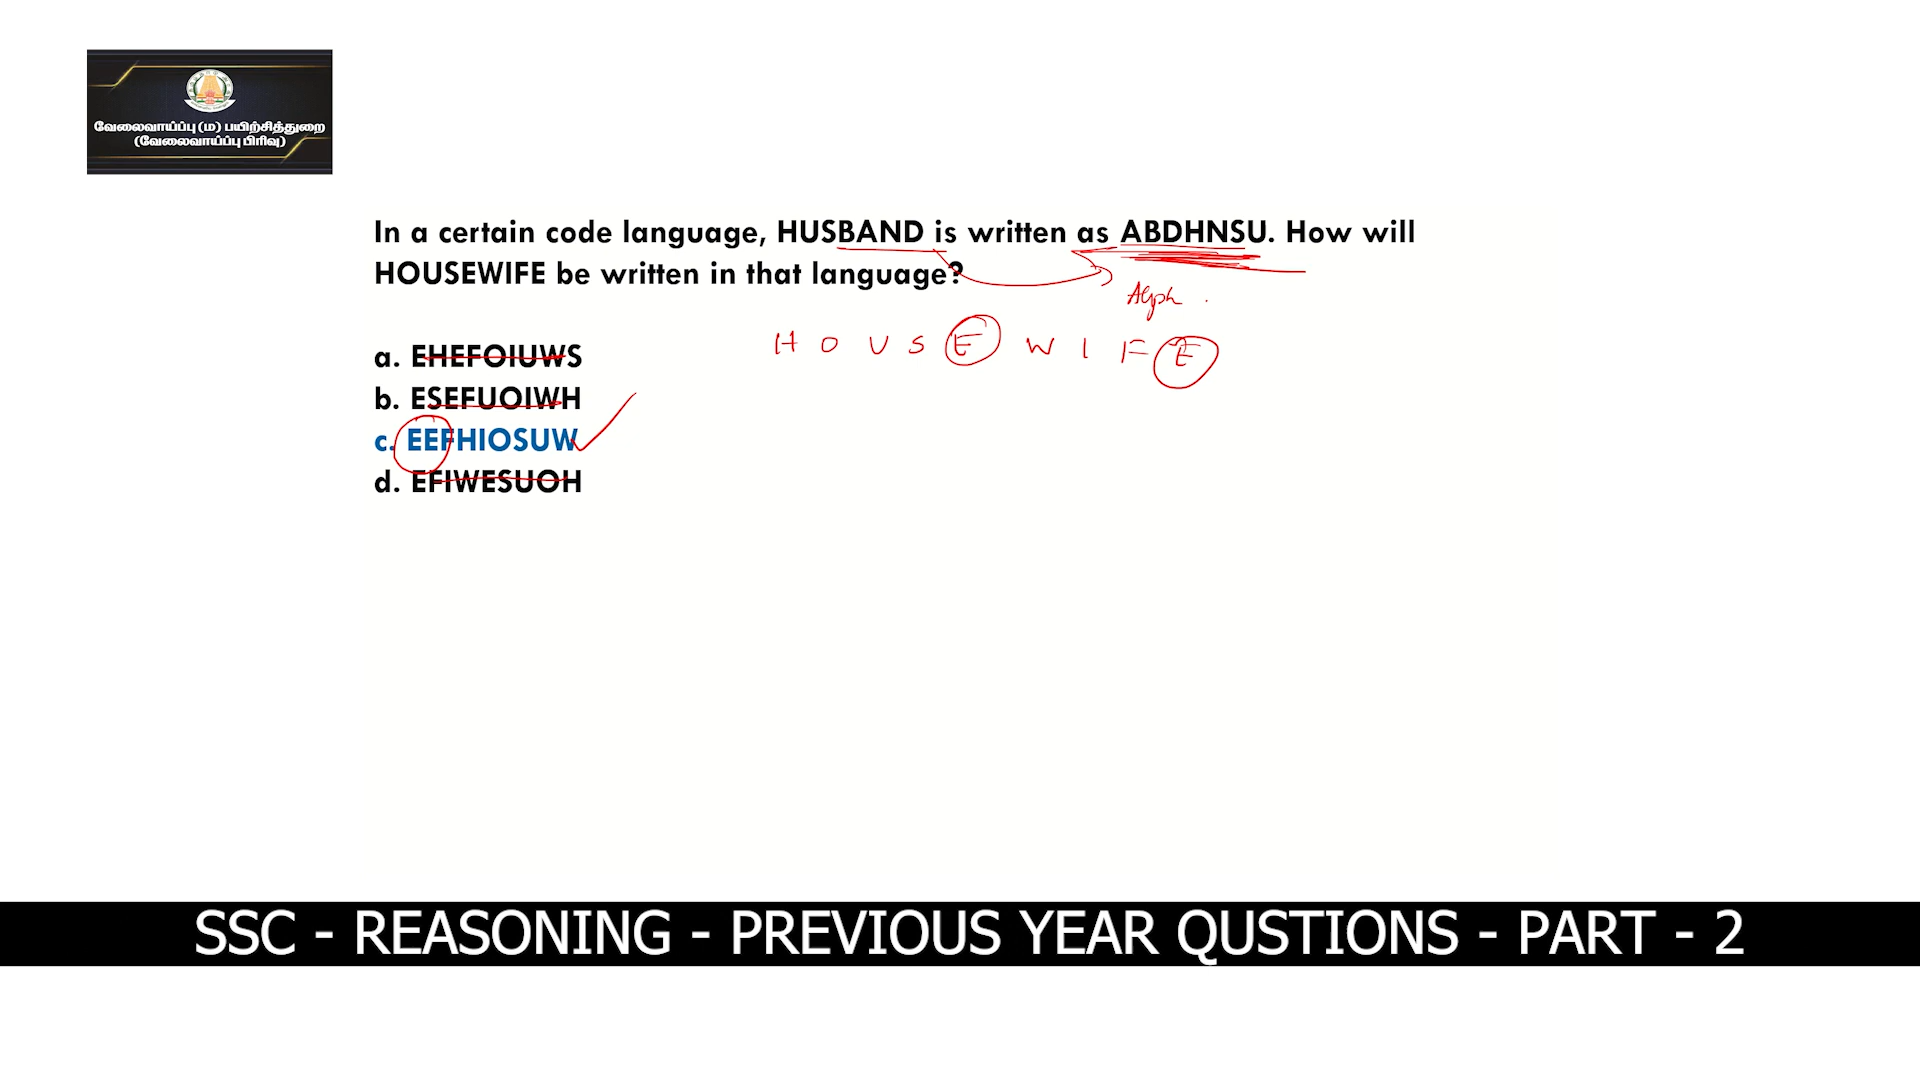 வேலைவாய்ப்பு (ம) பயிற்சித்துறை
(வேலைவாய்ப்பு பிரிவு)
In a certain code language, HUSBAND is written as ABDHNSU. How will
HOUSEWIFE be written in that language?
Alph .
H O U S E W I F E
a. EHEFOIUWS
b. ESEFUOIWH
c. EEFHIOSUW
d. EFIWESUOH
SSC - REASONING - PREVIOUS YEAR QUSTIONS - PART - 2